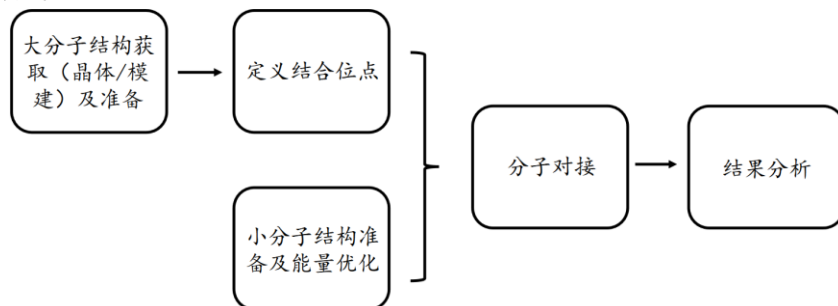 大分子结构获
取（晶体/模
建）及准备
定义结合位点
小分子结构准
备及能量优化
分子对接
结果分析